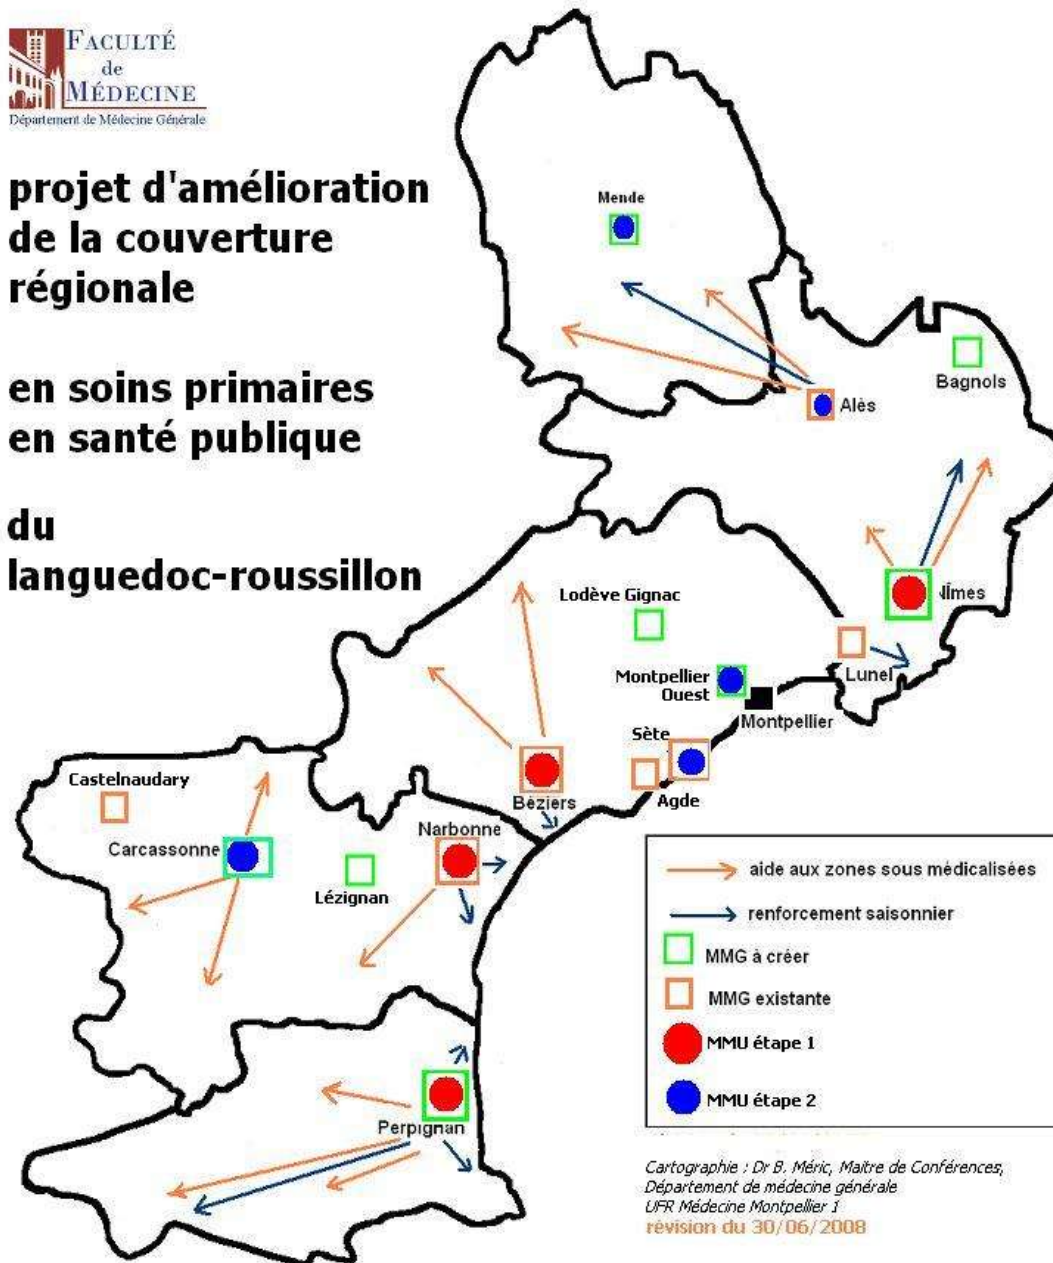 FACULTÉ
de
MÉDECINE
Département de Médecine Générale
projet d'amélioration
de la couverture
régionale
en soins primaires
en santé publique
du
languedoc-roussillon
Mende
Bagnols
Alès
Nîmes
Lodève Gignac
Lunel
Montpellier
Ouest
Montpellier
Sète
Agde
Béziers
Castelnaudary
Narbonne
Carcassonne
Lézignan
Perpignan
aide aux zones sous médicalisées
renforcement saisonnier
MMG à créer
MMG existante
MMU étape 1
MMU étape 2
Cartographie : Dr B. Méric, Maitre de Conférences,
Département de médecine générale
UFR Médecine Montpellier 1
révision du 30/06/2008